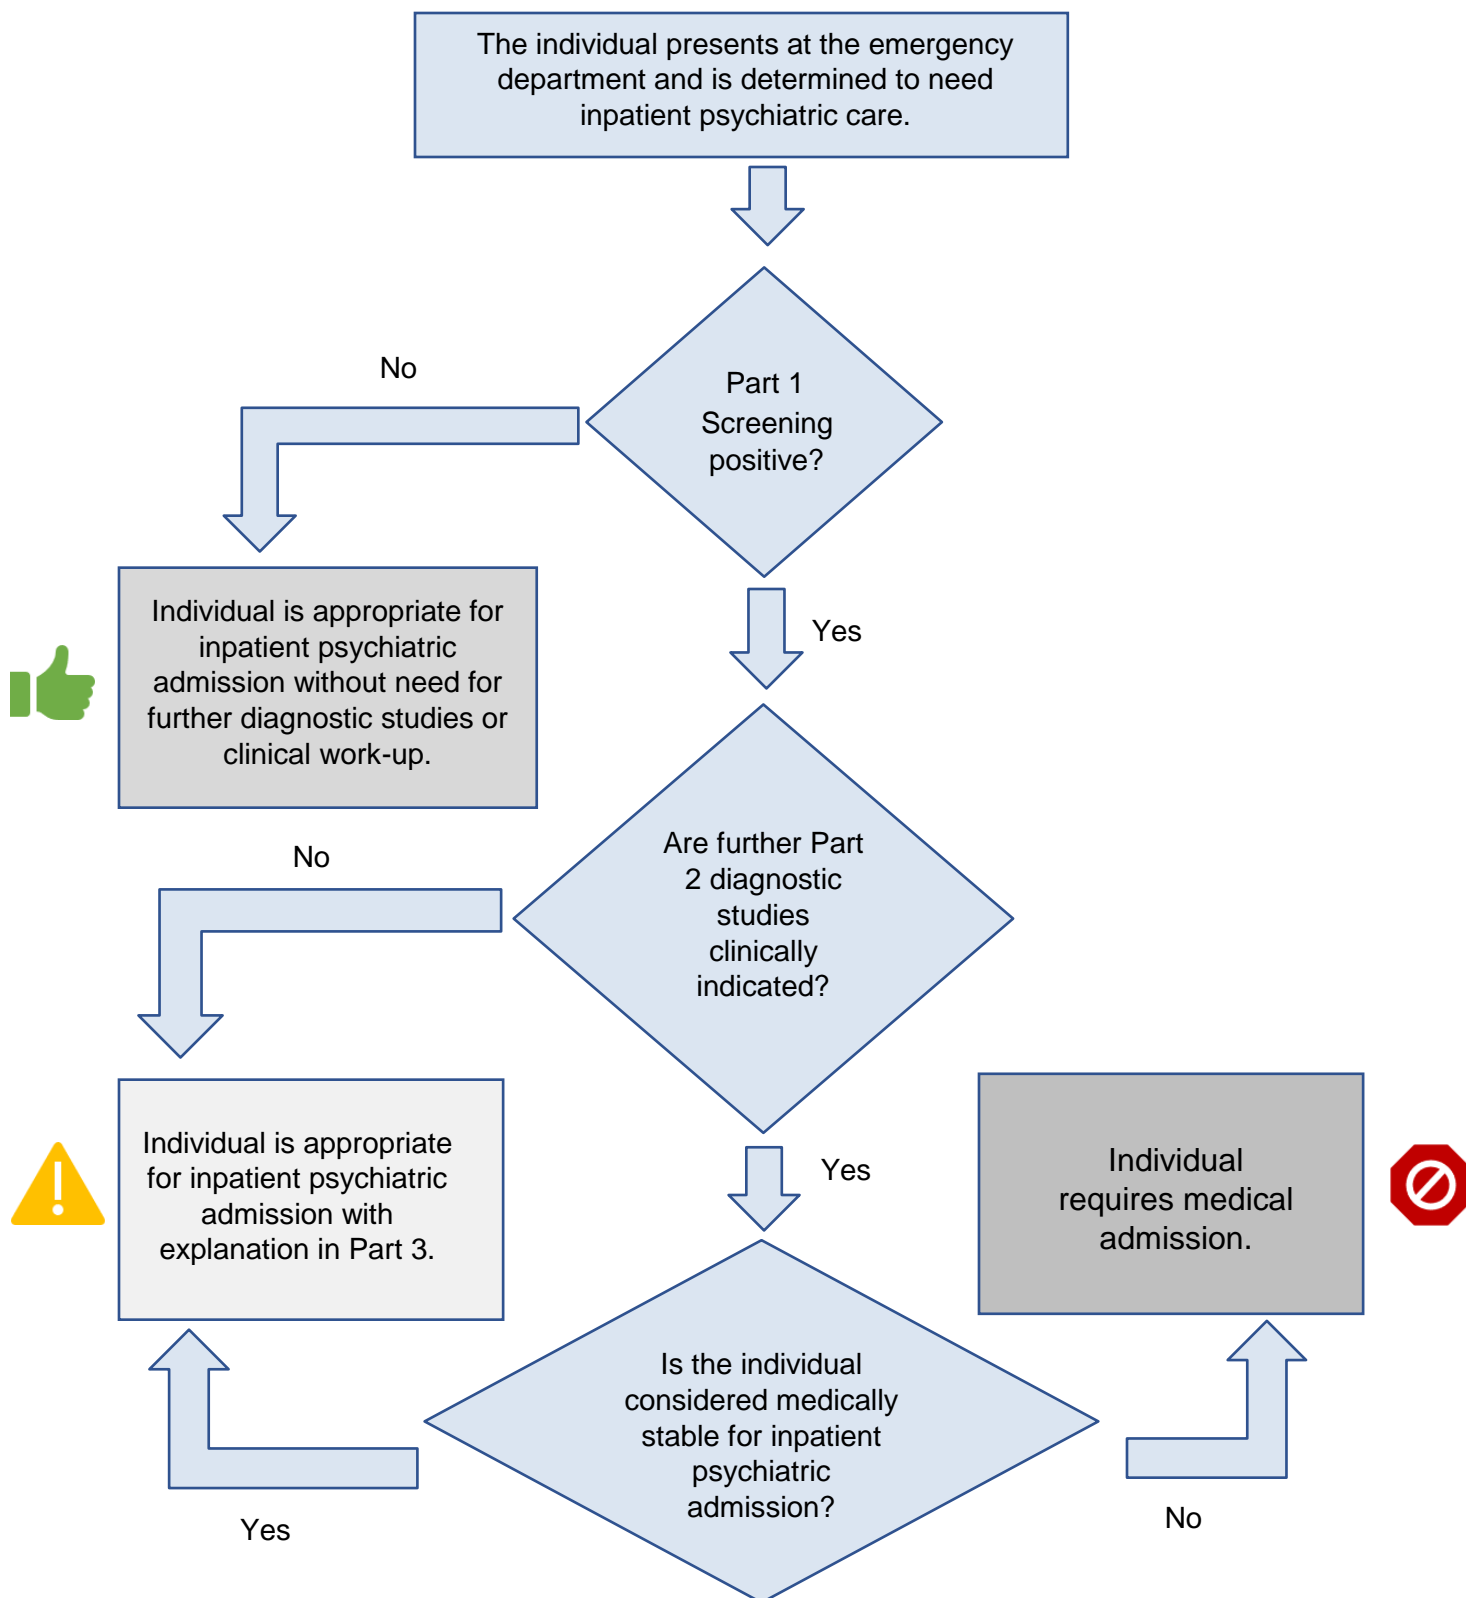 The individual presents at the emergency
department and is determined to need
inpatient psychiatric care.
No
Part 1
Screening
positive?
Individual is appropriate for
inpatient psychiatric
admission without need for
further diagnostic studies or
clinical work-up.
Yes
No
Are further Part
2 diagnostic
studies
clinically
indicated?
Individual is appropriate
for inpatient psychiatric
admission with
explanation in Part 3.
Yes
Individual
requires medical
admission.
Is the individual
considered medically
stable for inpatient
psychiatric
admission?
Yes
No